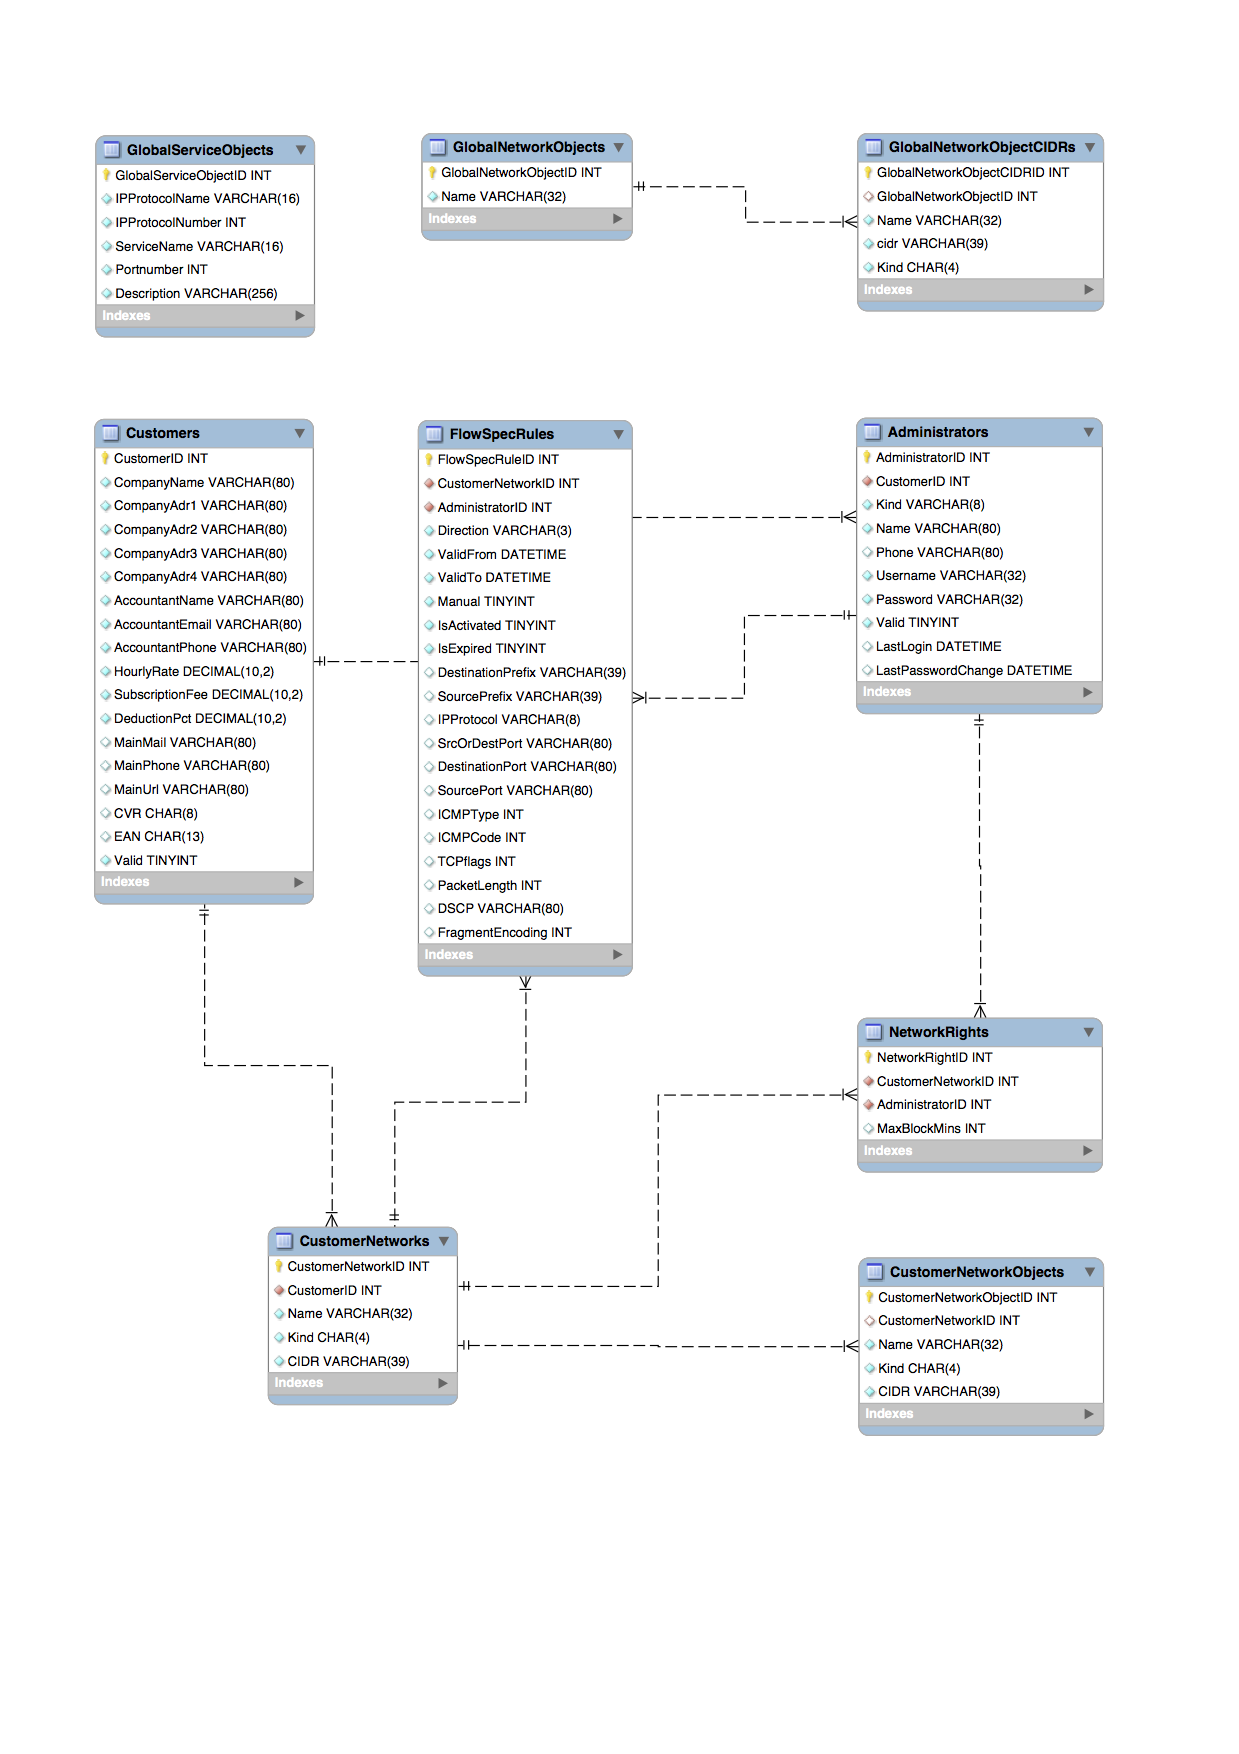 GlobalServiceObjects
GlobalServiceObjectID INT
IPProtocolName VARCHAR(16)
IPProtocolNumber INT
ServiceName VARCHAR(16)
Portnumber INT
Description VARCHAR(256)
Indexes
GlobalNetworkObjects
GlobalNetworkObjectID INT
Name VARCHAR(32)
Indexes
GlobalNetworkObjectCIDRs
GlobalNetworkObjectCIDRID INT
GlobalNetworkObjectID INT
Name VARCHAR(32)
cidr VARCHAR(39)
Kind CHAR(4)
Indexes
Customers
CustomerID INT
CompanyName VARCHAR(80)
CompanyAdr1 VARCHAR(80)
CompanyAdr2 VARCHAR(80)
CompanyAdr3 VARCHAR(80)
CompanyAdr4 VARCHAR(80)
AccountantName VARCHAR(80)
AccountantEmail VARCHAR(80)
AccountantPhone VARCHAR(80)
HourlyRate DECIMAL(10,2)
SubscriptionFee DECIMAL(10,2)
DeductionPct DECIMAL(10,2)
MainMail VARCHAR(80)
MainPhone VARCHAR(80)
MainUrl VARCHAR(80)
CVR CHAR(8)
EAN CHAR(13)
Valid TINYINT
Indexes
FlowSpecRules
FlowSpecRuleID INT
CustomerNetworkID INT
AdministratorID INT
Direction VARCHAR(3)
ValidFrom DATETIME
ValidTo DATETIME
Manual TINYINT
IsActivated TINYINT
IsExpired TINYINT
DestinationPrefix VARCHAR(39)
SourcePrefix VARCHAR(39)
IPProtocol VARCHAR(8)
SrcOrDestPort VARCHAR(80)
DestinationPort VARCHAR(80)
SourcePort VARCHAR(80)
ICMPType INT
ICMPCode INT
TCPflags INT
PacketLength INT
DSCP VARCHAR(80)
FragmentEncoding INT
Indexes
Administrators
AdministratorID INT
CustomerID INT
Kind VARCHAR(8)
Name VARCHAR(80)
Phone VARCHAR(80)
Username VARCHAR(32)
Password VARCHAR(32)
Valid TINYINT
LastLogin DATETIME
LastPasswordChange DATETIME
Indexes
NetworkRights
NetworkRightID INT
CustomerNetworkID INT
AdministratorID INT
MaxBlockMins INT
Indexes
CustomerNetworks
CustomerNetworkID INT
CustomerID INT
Name VARCHAR(32)
Kind CHAR(4)
CIDR VARCHAR(39)
Indexes
CustomerNetworkObjects
CustomerNetworkObjectID INT
CustomerNetworkID INT
Name VARCHAR(32)
Kind CHAR(4)
CIDR VARCHAR(39)
Indexes